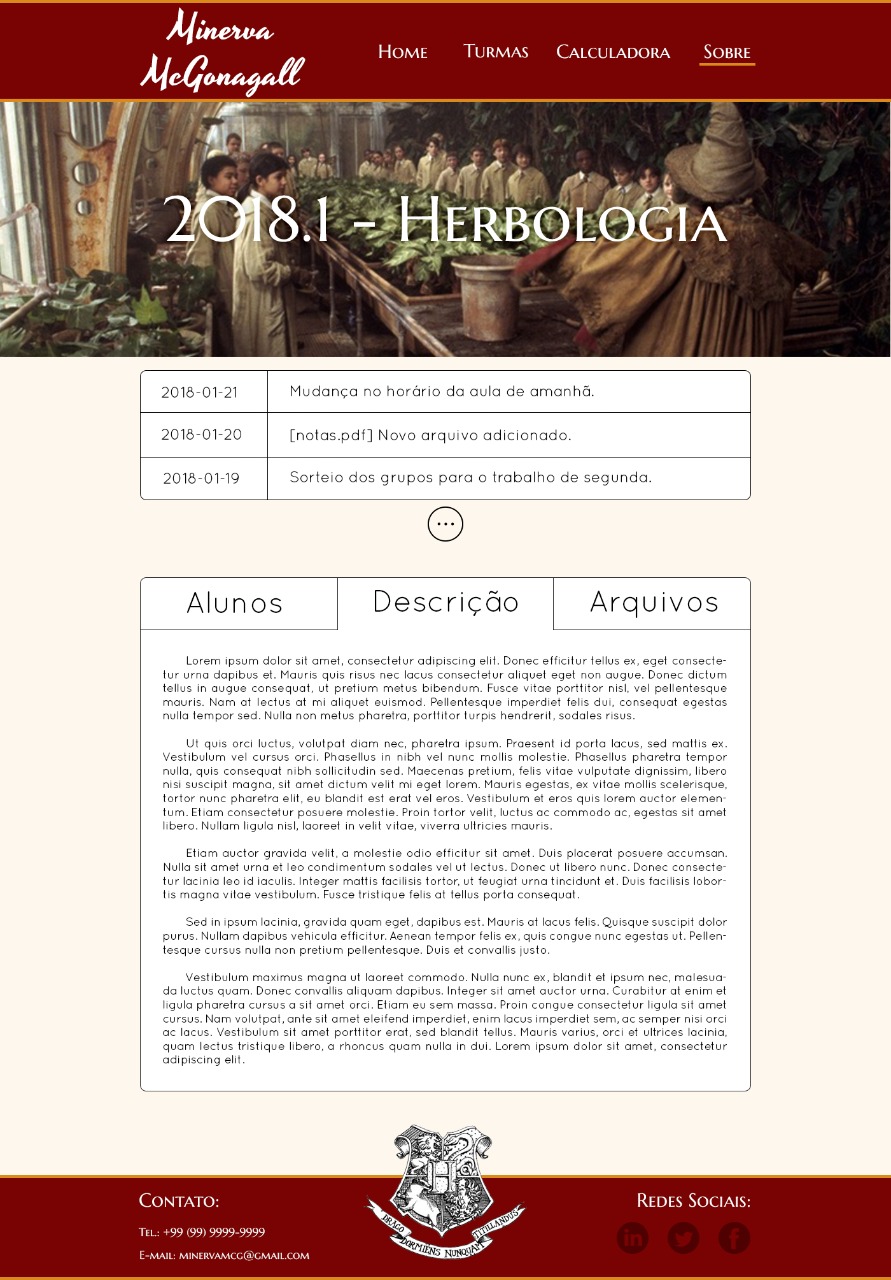 Minerva
McGonagall
Home Turmas Calculadora Sobre
2018.1 - Herbologia
2018-01-21 Mudança no horário da aula de amanhã.
2018-01-20 [notas.pdf] Novo arquivo adicionado.
2018-01-19 Sorteio dos grupos para o trabalho de segunda.
...
Alunos Descrição Arquivos
Lorem ipsum dolor sit amet, consectetur adipiscing elit. Donec efficitur tellus ex, eget consecte-
tur urna dapibus et. Mauris quis risus nec lacus consectetur aliquet eget non augue. Donec dictum
tellus in augue consequat, ut pretium metus bibendum. Fusce vitae porttitor nisl, vel pellentesque
mauris. Nam at lectus at mi aliquet euismod. Pellentesque imperdiet felis dui, consequat egestas
nulla tempor sed. Nulla non metus pharetra, porttitor turpis hendrerit, sodales risus.
Ut quis orci luctus, volutpat diam nec, pharetra ipsum. Praesent id porta lacus, sed mattis ex.
Vestibulum vel cursus orci. Phasellus in nibh vel nunc mollis molestie. Phasellus pharetra tempor
nulla, quis consequat nibh sollicitudin sed. Maecenas pretium, felis vitae vulputate dignissim, libero
nisi suscipit magna, sit amet dictum velit mi eget lorem. Mauris egestas, ex vitae mollis scelerisque,
tortor nunc pharetra elit, eu blandit est erat vel eros. Vestibulum et eros quis lorem auctor elemen-
tum. Etiam consectetur posuere molestie. Proin tortor velit, luctus ac commodo ac, egestas sit amet
libero. Nullam ligula nisl, laoreet in velit vitae, viverra ultricies mauris.
Etiam auctor gravida velit, a molestie odio efficitur sit amet. Duis placerat posuere accumsan.
Nulla sit amet urna et leo condimentum sodales vel ut lectus. Donec ut libero nunc. Donec consecte-
tur lacinia leo id iaculis. Integer mattis facilisis tortor, ut feugiat urna tincidunt et. Duis facilisis lobor-
tis magna vitae vestibulum. Fusce tristique felis at tellus porta consequat.
Sed in ipsum lacinia, gravida quam eget, dapibus est. Mauris at lacus felis. Quisque suscipit dolor
purus. Nullam dapibus vehicula efficitur. Aenean tempor felis ex, quis congue nunc egestas ut. Pellen-
tesque cursus nulla non pretium pellentesque. Duis et convallis justo.
Vestibulum maximus magna ut laoreet commodo. Nulla nunc ex, blandit et ipsum nec, malesua-
da luctus quam. Donec convallis aliquam dapibus. Integer sit amet auctor urna. Curabitur at enim et
ligula pharetra cursus a sit amet orci. Etiam eu sem massa. Proin congue consectetur ligula sit amet
cursus. Nam volutpat, ante sit amet eleifend imperdiet, enim lacus imperdiet sem, ac semper nisi orci
ac lacus. Vestibulum sit amet porttitor erat, sed blandit tellus. Mauris varius, orci et ultrices lacinia,
quam lectus tristique libero, a rhoncus quam nulla in dui. Lorem ipsum dolor sit amet, consectetur
adipiscing elit.
H
DRACO DORMIENS NUNQUAM TITILLANDUS
Contato:
Tel.: +99 (99) 9999-9999
E-mail: minervamcg@gmail.com
Redes Sociais:
in f